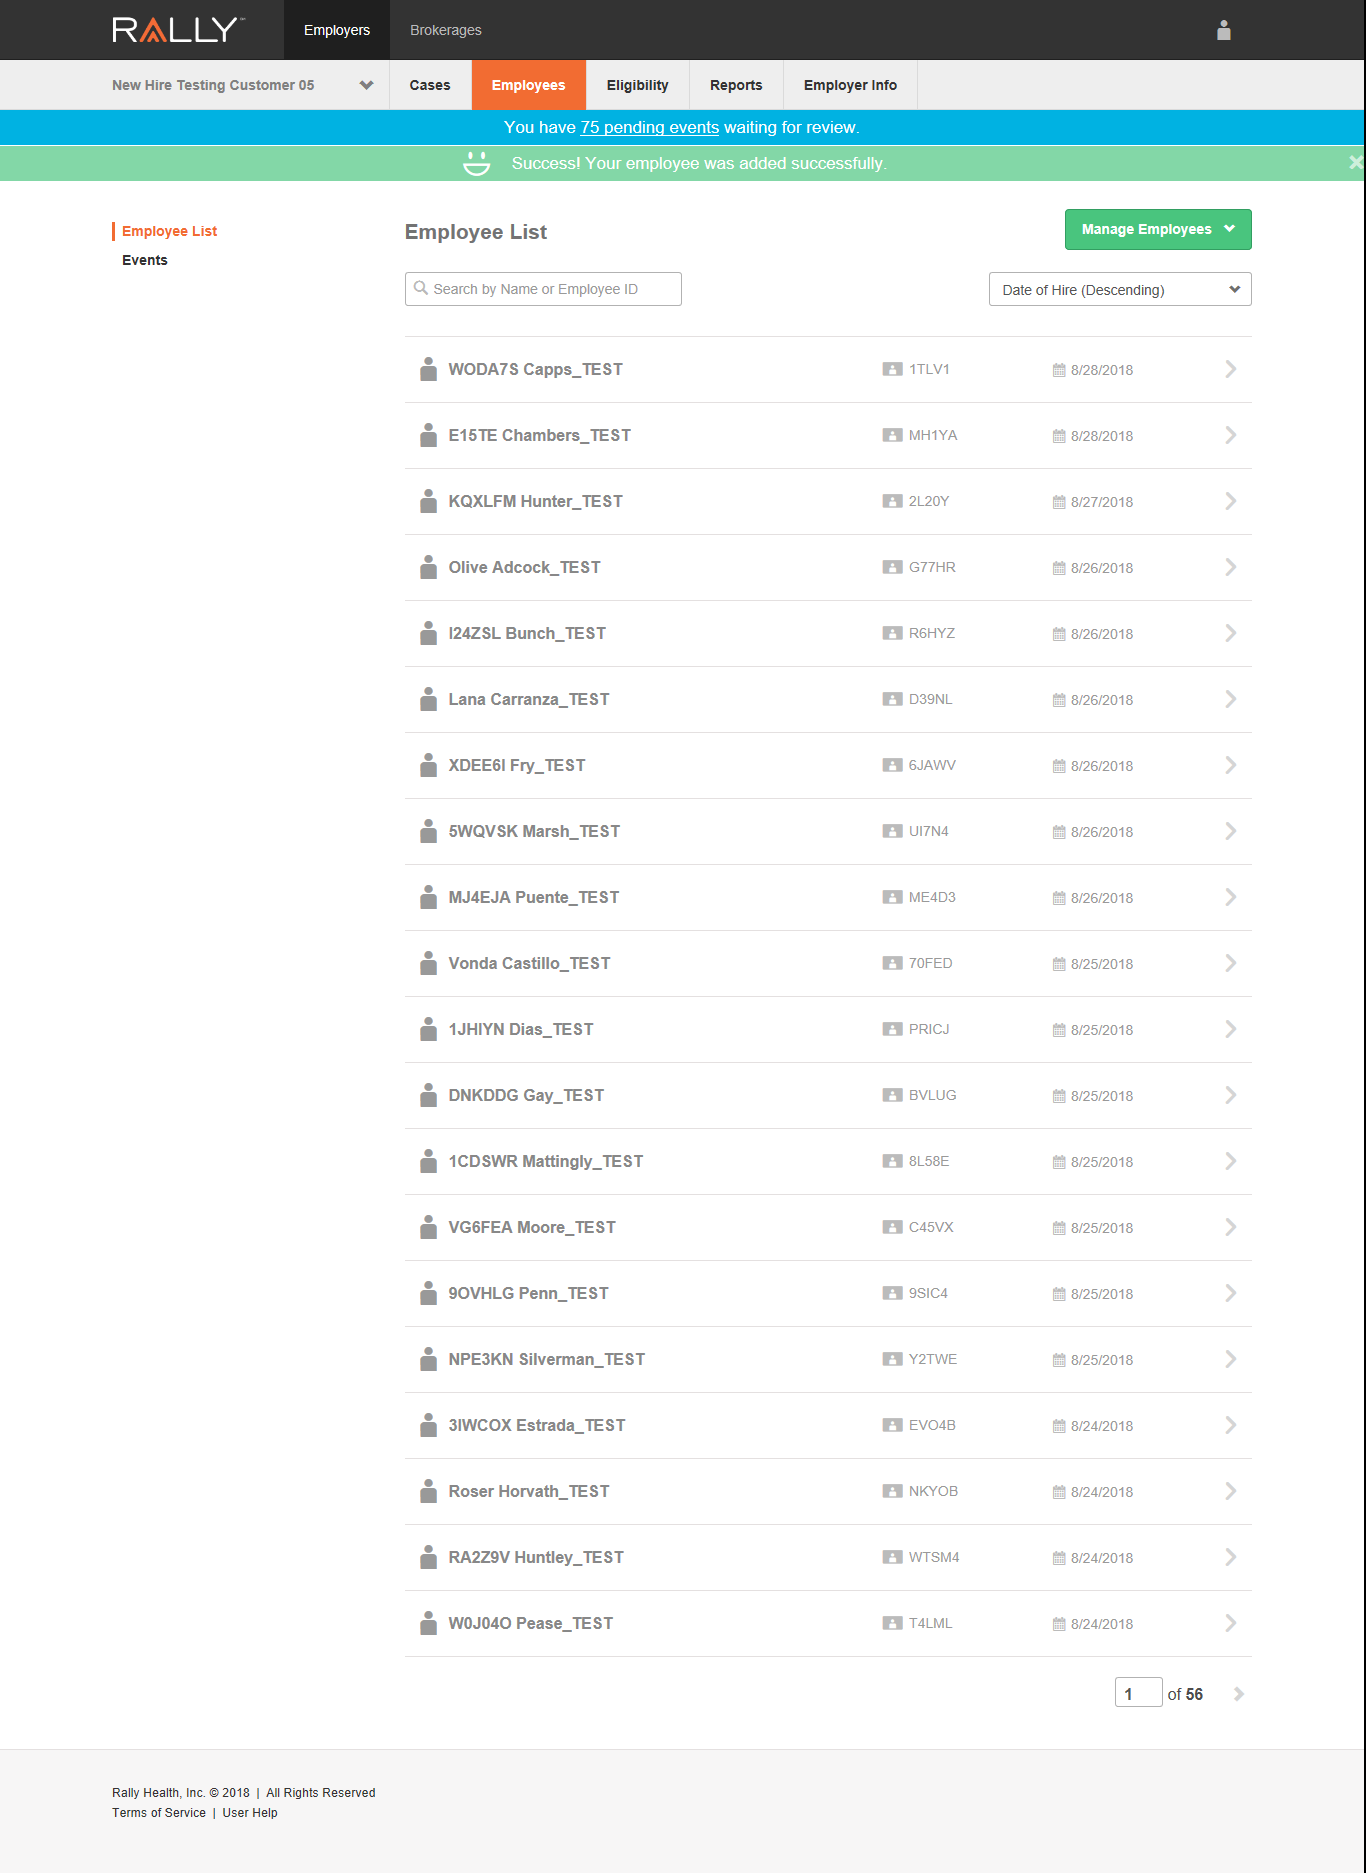 RALLY
Employers
Brokerages
New Hire Testing Customer 05
Cases
Employees
Eligibility
Reports
Employer Info
You have 75 pending events waiting for review.
Success! Your employee was added successfully.
Employee List
Events
Employee List
Manage Employees
Search by Name or Employee ID
Date of Hire (Descending)
WODA7S Capps_TEST 1TLV1 8/28/2018
E15TE Chambers_TEST MH1YA 8/28/2018
KQXLFM Hunter_TEST 2L20Y 8/27/2018
Olive Adcock_TEST G77HR 8/26/2018
I24ZSL Bunch_TEST R6HYZ 8/26/2018
Lana Carranza_TEST D39NL 8/26/2018
XDEE6I Fry_TEST 6JAWV 8/26/2018
5WQVSK Marsh_TEST UI7N4 8/26/2018
MJ4EJA Puente_TEST ME4D3 8/26/2018
Vonda Castillo_TEST 70FED 8/25/2018
1JHIYN Dias_TEST PRICJ 8/25/2018
DNKDDG Gay_TEST BVLUG 8/25/2018
1CDSWR Mattingly_TEST 8L58E 8/25/2018
VG6FEA Moore_TEST C45VX 8/25/2018
9OVHLG Penn_TEST 9SIC4 8/25/2018
NPE3KN Silverman_TEST Y2TWE 8/25/2018
3IWCOX Estrada_TEST EVO4B 8/24/2018
Roser Horvath_TEST NKYOB 8/24/2018
RA2Z9V Huntley_TEST WTSM4 8/24/2018
W0J04O Pease_TEST T4LML 8/24/2018
1 of 56
Rally Health, Inc. © 2018 | All Rights Reserved
Terms of Service | User Help